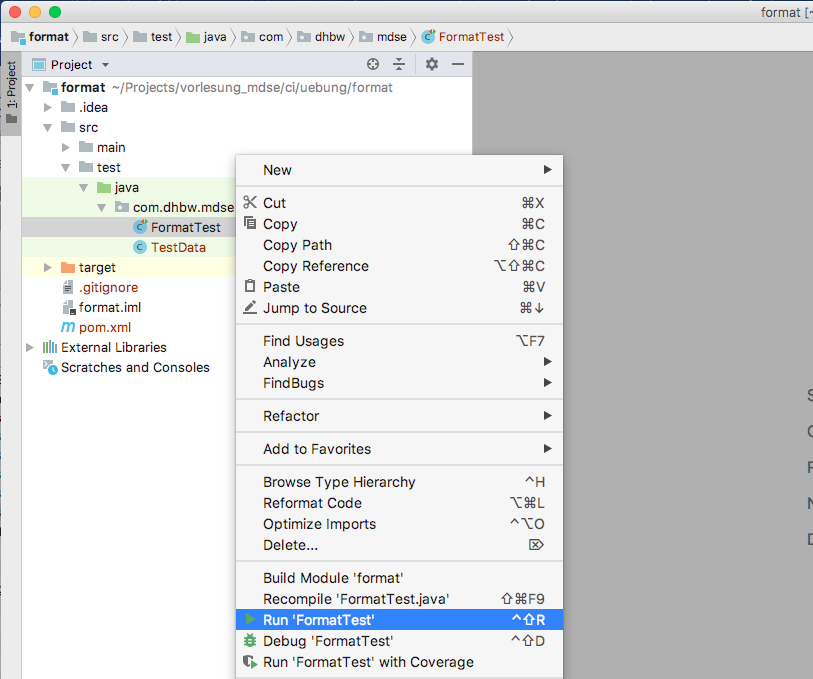 format [~
format src test java com dhbw mdse FormatTest
1: Project
Project
format ~/Projects/vorlesung_mdse/ci/uebung/format
.idea
src
main
test
java
com.dhbw.mdse
FormatTest
TestData
target
.gitignore
format.iml
pom.xml
External Libraries
Scratches and Consoles
New
Cut ⌘X
Copy ⌘C
Copy Path ⇧⌘C
Copy Reference ⌥⇧⌘C
Paste ⌘V
Jump to Source ⌘↓
Find Usages ⌥F7
Analyze
FindBugs
Refactor
Add to Favorites
Browse Type Hierarchy ^H
Reformat Code ⌥⌘L
Optimize Imports ^⌥O
Delete... ⌦
Build Module 'format'
Recompile 'FormatTest.java' ⇧⌘F9
Run 'FormatTest' ^⇧R
Debug 'FormatTest' ^⇧D
Run 'FormatTest' with Coverage